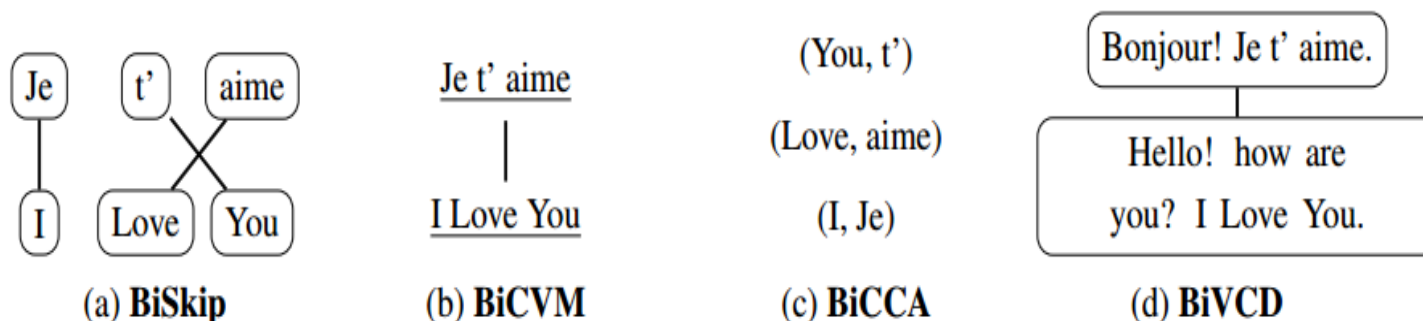 Je t’ aime
I Love You
(a) BiSkip
Je t’ aime
I Love You
(b) BiCVM
(You, t’)
(Love, aime)
(I, Je)
(c) BiCCA
Bonjour! Je t’ aime.
Hello! how are
you? I Love You.
(d) BiVCD